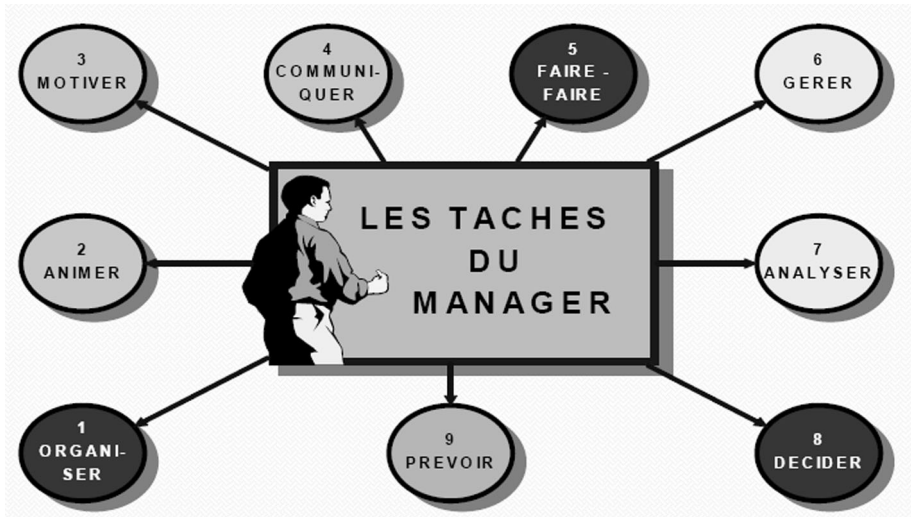 3
MOTIVER
4
COMMUNI-
QUER
5
FAIRE -
FAIRE
6
GERER
LES TACHES
DU
MANAGER
2
ANIMER
7
ANALYSER
1
ORGANI-
SER
9
PREVOIR
8
DECIDER